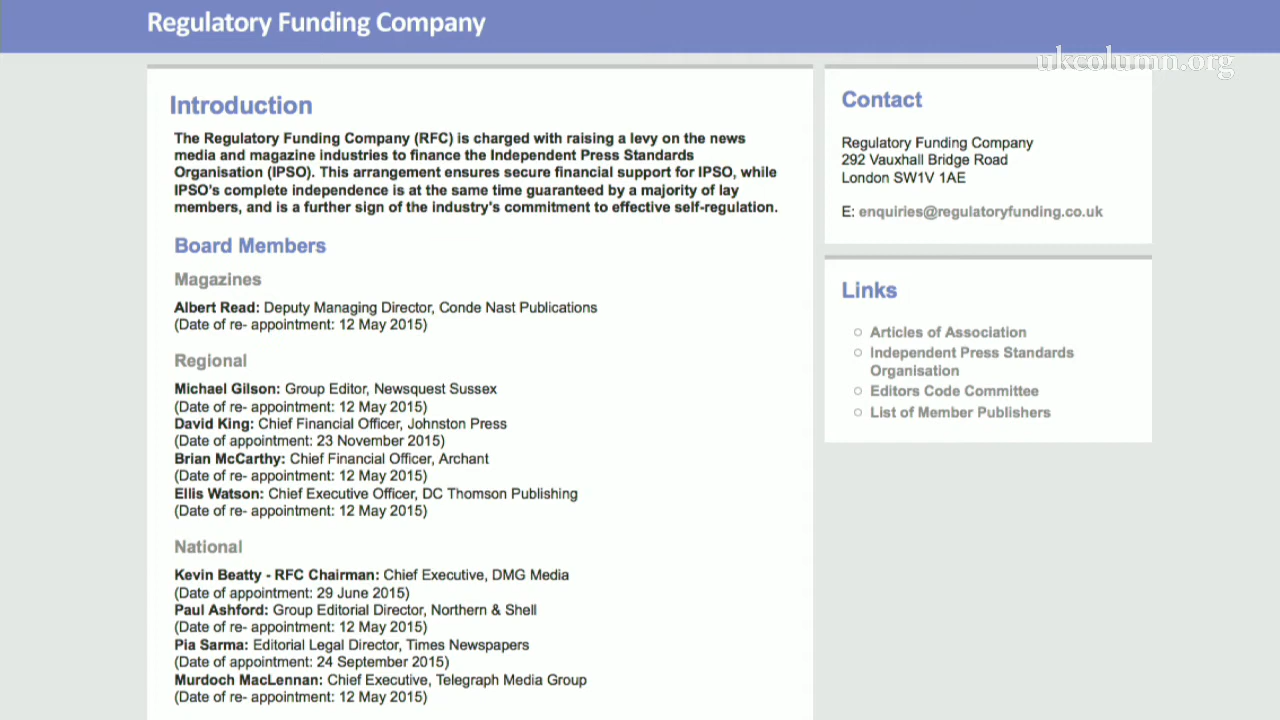 Regulatory Funding Company
ukcolumn.org
Introduction
The Regulatory Funding Company (RFC) is charged with raising a levy on the news
media and magazine industries to finance the Independent Press Standards
Organisation (IPSO). This arrangement ensures secure financial support for IPSO, while
IPSO's complete independence is at the same time guaranteed by a majority of lay
members, and is a further sign of the industry's commitment to effective self-regulation.
Board Members
Magazines
Albert Read: Deputy Managing Director, Conde Nast Publications
(Date of re- appointment: 12 May 2015)
Regional
Michael Gilson: Group Editor, Newsquest Sussex
(Date of re- appointment: 12 May 2015)
David King: Chief Financial Officer, Johnston Press
(Date of appointment: 23 November 2015)
Brian McCarthy: Chief Financial Officer, Archant
(Date of re- appointment: 12 May 2015)
Ellis Watson: Chief Executive Officer, DC Thomson Publishing
(Date of re- appointment: 12 May 2015)
National
Kevin Beatty - RFC Chairman: Chief Executive, DMG Media
(Date of appointment: 29 June 2015)
Paul Ashford: Group Editorial Director, Northern & Shell
(Date of re- appointment: 12 May 2015)
Pia Sarma: Editorial Legal Director, Times Newspapers
(Date of appointment: 24 September 2015)
Murdoch MacLennan: Chief Executive, Telegraph Media Group
(Date of re- appointment: 12 May 2015)
Contact
Regulatory Funding Company
292 Vauxhall Bridge Road
London SW1V 1AE
E: enquiries@regulatoryfunding.co.uk
Links
Articles of Association
Independent Press Standards
Organisation
Editors Code Committee
List of Member Publishers